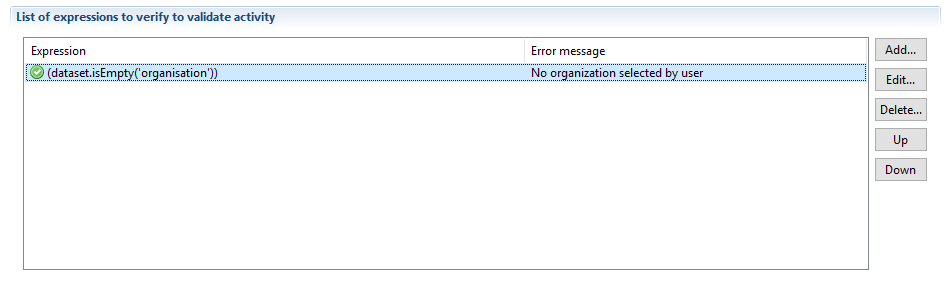 List of expressions to verify to validate activity
Expression Error message Add...
(dataset.isEmpty('organisation')) No organization selected by user
Edit...
Delete...
Up
Down